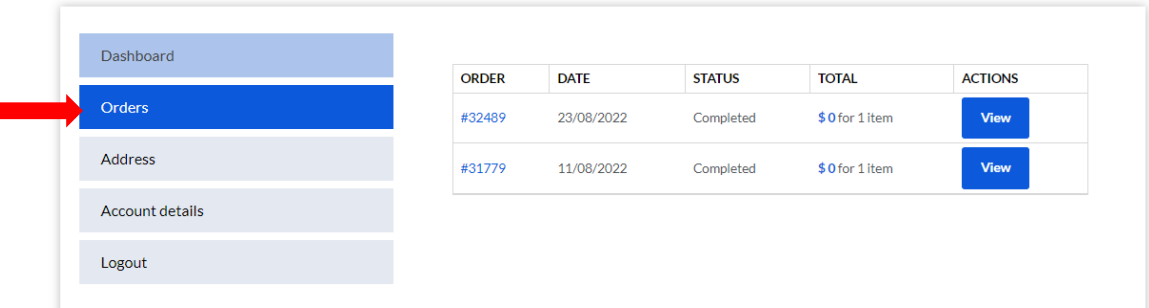 Dashboard
Orders
Address
Account details
Logout
ORDER DATE STATUS TOTAL ACTIONS
#32489 23/08/2022 Completed $ 0 for 1 item View
#31779 11/08/2022 Completed $ 0 for 1 item View